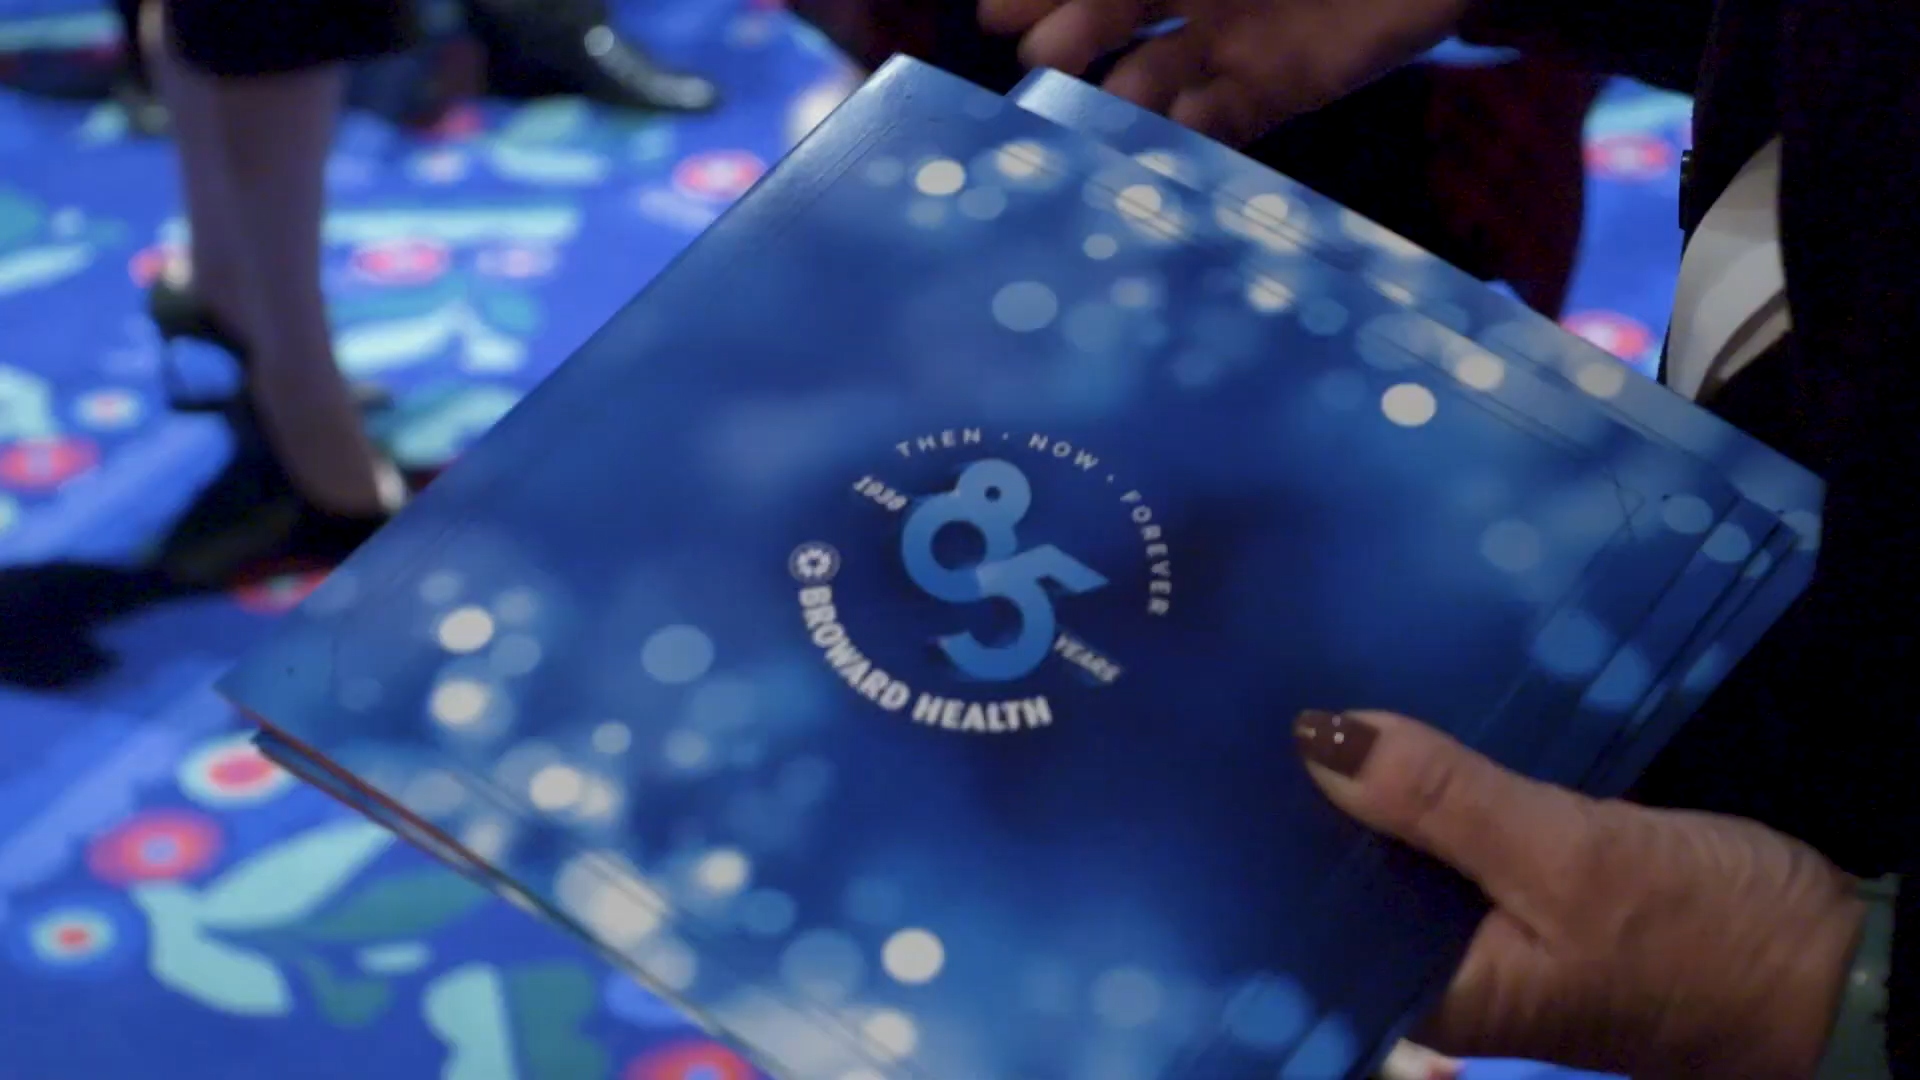 THEN · NOW · FOREVER
1938
85
YEARS
BROWARD HEALTH